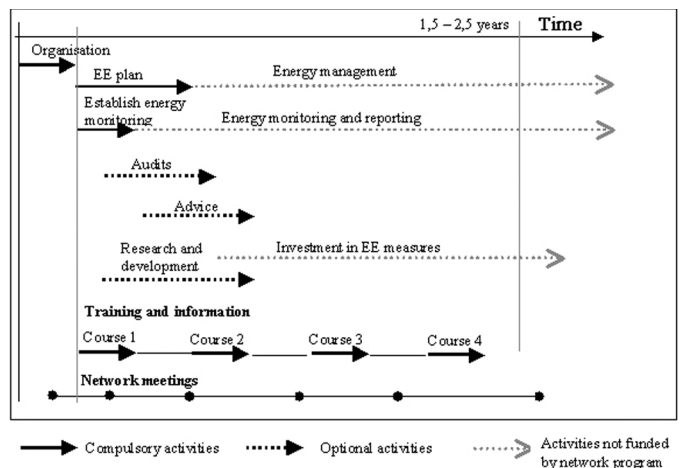 1,5 – 2,5 years Time
Organisation
EE plan Energy management
Establish energy
monitoring Energy monitoring and reporting
Audits
Advice
Research and
development Investment in EE measures
Training and information
Course 1 Course 2 Course 3 Course 4
Network meetings
Compulsory activities Optional activities Activities not funded
by network program